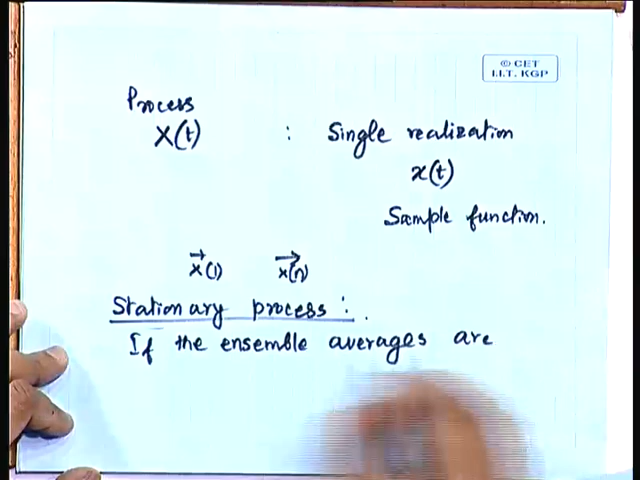 © CET
I.I.T. KGP
Process
X(t) : Single realization
x(t)
Sample function.
x(1) x(n)
Stationary process :.
If the ensemble averages are